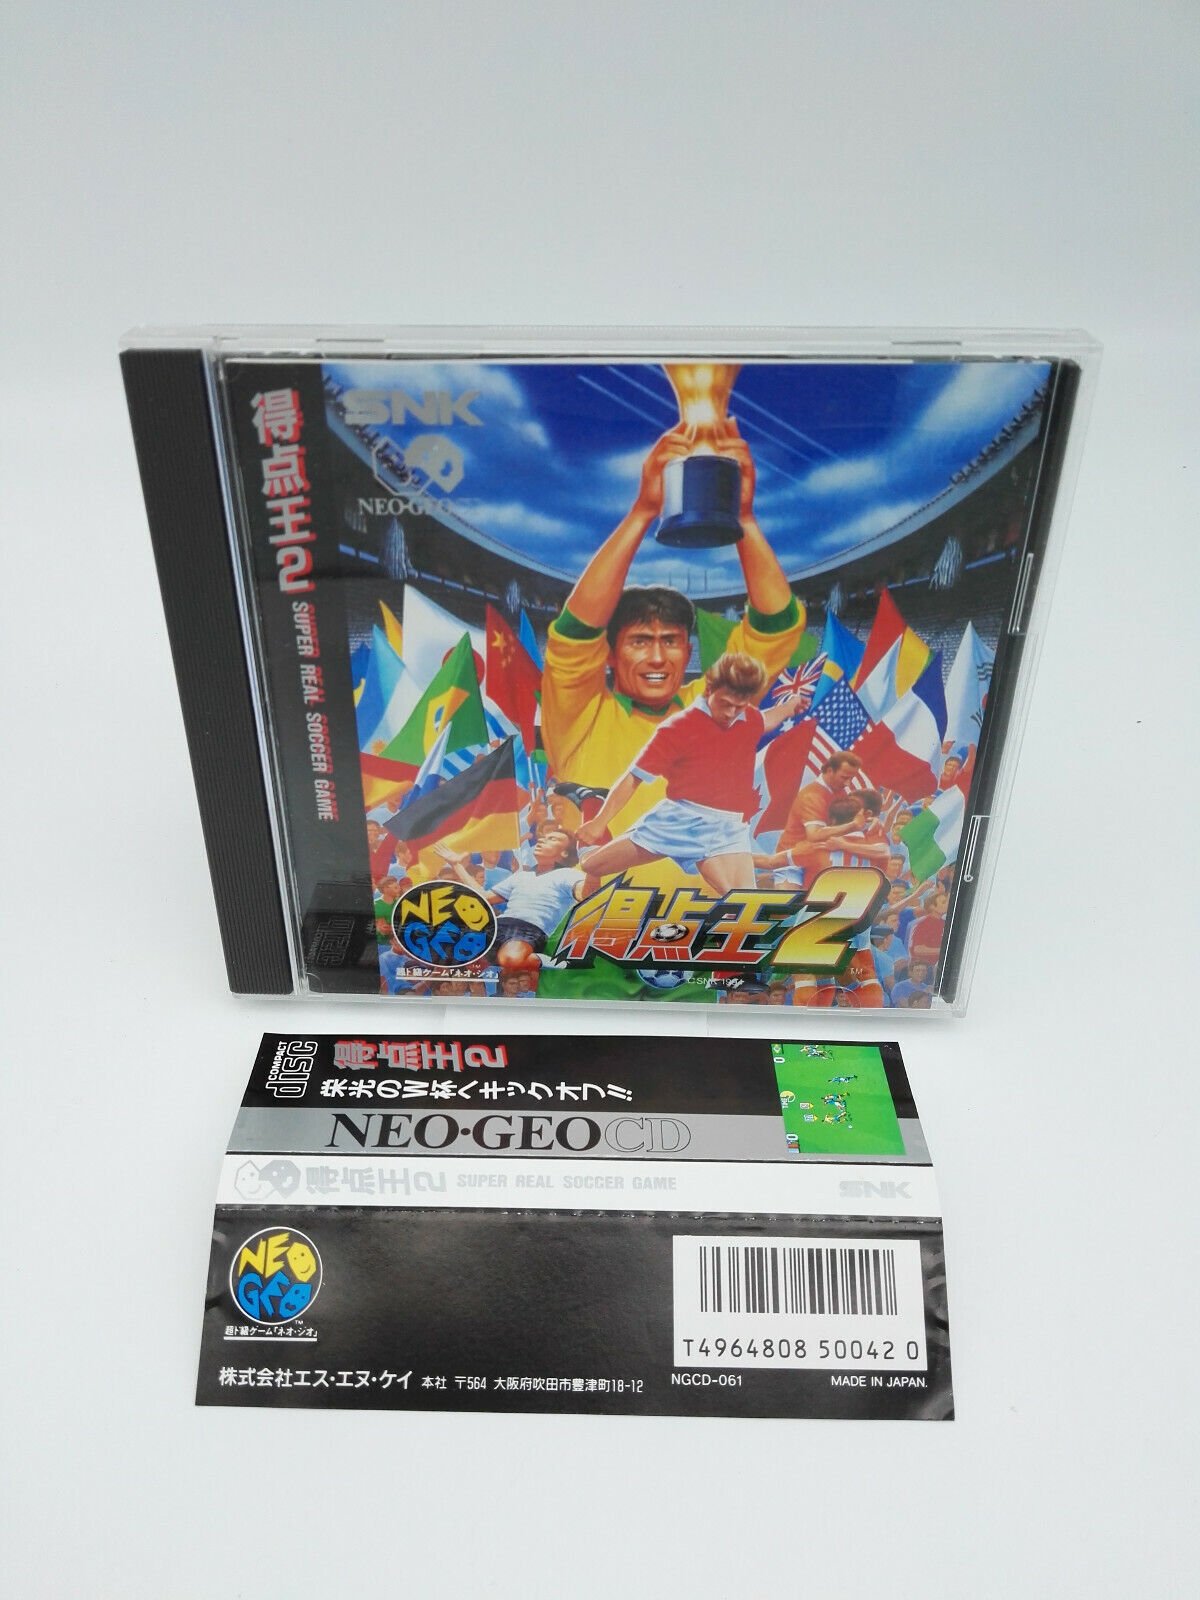 得点王2 SUPER REAL SOCCER GAME
SNK
NEO·GEO
NEO
GEO
超ド級ゲーム「ネオ・ジオ」
得点王2
TM
©SNK 1994
COMPACT
disc
得点王2
栄光のW杯へキックオフ!!
NEO·GEO CD
得点王2 SUPER REAL SOCCER GAME SNK
NEO
GEO
TM
超ド級ゲーム「ネオ・ジオ」
T4964808 50042 0
NGCD-061 MADE IN JAPAN.
株式会社エス・エヌ・ケイ 本社 〒564 大阪府吹田市豊津町18-12